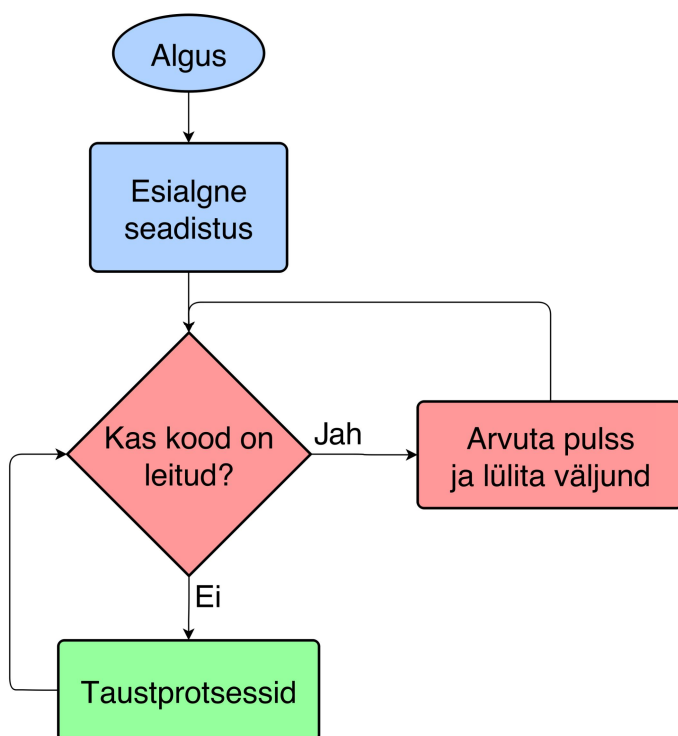 Algus
Esialgne
seadistus
Kas kood on
leitud?
Jah
Arvuta pulss
ja lülita väljund
Ei
Taustprotsessid